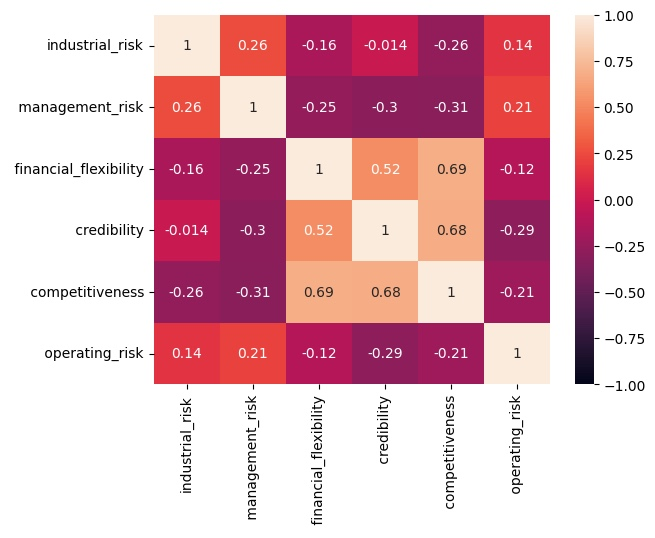 industrial_risk 1 0.26 -0.16 -0.014 -0.26 0.14
management_risk 0.26 1 -0.25 -0.3 -0.31 0.21
financial_flexibility -0.16 -0.25 1 0.52 0.69 -0.12
credibility -0.014 -0.3 0.52 1 0.68 -0.29
competitiveness -0.26 -0.31 0.69 0.68 1 -0.21
operating_risk 0.14 0.21 -0.12 -0.29 -0.21 1
industrial_risk
management_risk
financial_flexibility
credibility
competitiveness
operating_risk
1.00
0.75
0.50
0.25
0.00
−0.25
−0.50
−0.75
−1.00